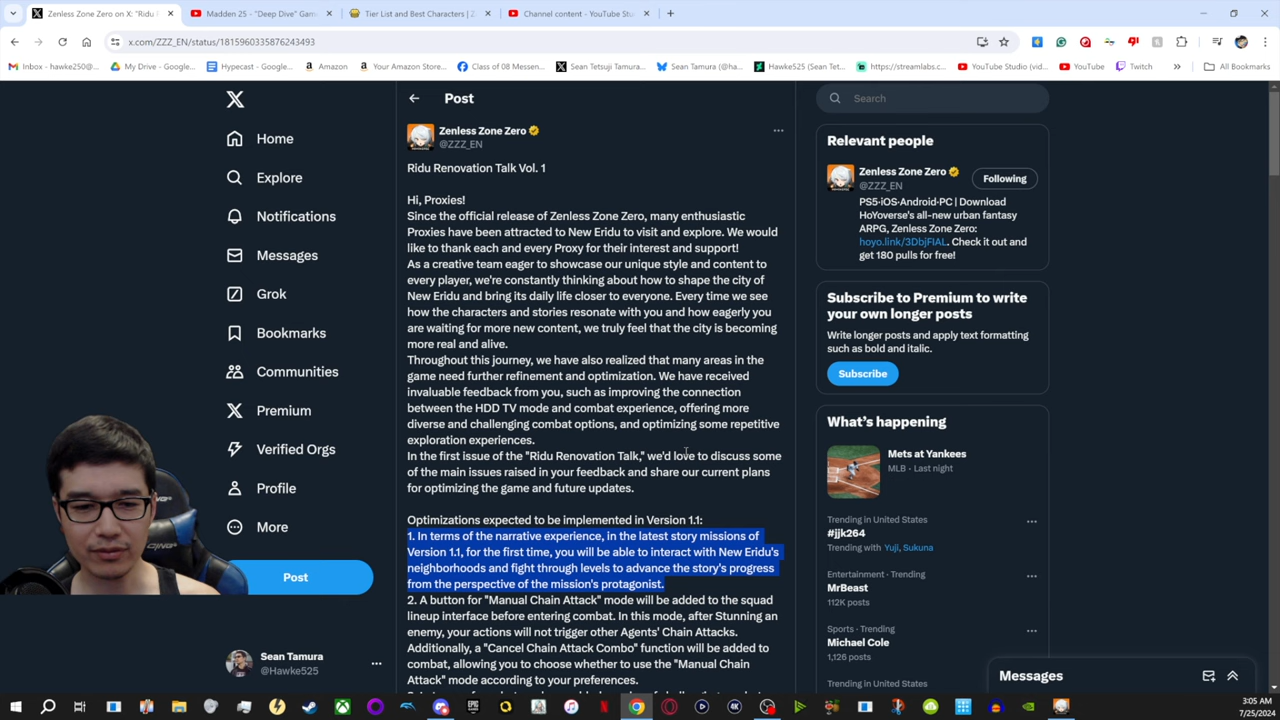 Zenless Zone Zero on X: "Ridu R
Madden 25 - "Deep Dive" Gam
Tier List and Best Characters | Z
Channel content - YouTube Stu
x.com/ZZZ_EN/status/1815960335876243493
Inbox - hawke250@...
My Drive - Google...
Hypecast - Google...
Amazon
Your Amazon Store...
Class of 08 Messen...
Sean Tetsuji Tamura...
Sean Tamura (@ha...
Hawke525 (Sean Tet...
https://streamlabs.c...
YouTube Studio (vid...
YouTube
Twitch
All Bookmarks
Home
Explore
Notifications
Messages
Grok
Bookmarks
Communities
Premium
Verified Orgs
Profile
More
Post
Sean Tamura
@Hawke525
Post
Zenless Zone Zero
@ZZZ_EN
Ridu Renovation Talk Vol. 1
Hi, Proxies!
Since the official release of Zenless Zone Zero, many enthusiastic
Proxies have been attracted to New Eridu to visit and explore. We would
like to thank each and every Proxy for their interest and support!
As a creative team eager to showcase our unique style and content to
every player, we're constantly thinking about how to shape the city of
New Eridu and bring its daily life closer to everyone. Every time we see
how the characters and stories resonate with you and how eagerly you
are waiting for more new content, we truly feel that the city is becoming
more real and alive.
Throughout this journey, we have also realized that many areas in the
game need further refinement and optimization. We have received
invaluable feedback from you, such as improving the connection
between the HDD TV mode and combat experience, offering more
diverse and challenging combat options, and optimizing some repetitive
exploration experiences.
In the first issue of the "Ridu Renovation Talk," we'd love to discuss some
of the main issues raised in your feedback and share our current plans
for optimizing the game and future updates.
Optimizations expected to be implemented in Version 1.1:
1. In terms of the narrative experience, in the latest story missions of
Version 1.1, for the first time, you will be able to interact with New Eridu's
neighborhoods and fight through levels to advance the story's progress
from the perspective of the mission's protagonist.
2. A button for "Manual Chain Attack" mode will be added to the squad
lineup interface before entering combat. In this mode, after Stunning an
enemy, your actions will not trigger other Agents' Chain Attacks.
Additionally, a "Cancel Chain Attack Combo" function will be added to
combat, allowing you to choose whether to use the "Manual Chain
Attack" mode according to your preferences.
Search
Relevant people
Zenless Zone Zero
@ZZZ_EN
Following
PS5·iOS·Android·PC | Download
HoYoverse's all-new urban fantasy
ARPG, Zenless Zone Zero:
hoyo.link/3DbjFIAL. Check it out and
get 180 pulls for free!
Subscribe to Premium to write
your own longer posts
Write longer posts and apply text formatting
such as bold and italic.
Subscribe
What's happening
Mets at Yankees
MLB · Last night
Trending in United States
#jjk264
Trending with Yuji, Sukuna
Entertainment · Trending
MrBeast
112K posts
Sports · Trending
Michael Cole
1,126 posts
Trending in United States
Messages
3:05 AM
7/25/2024